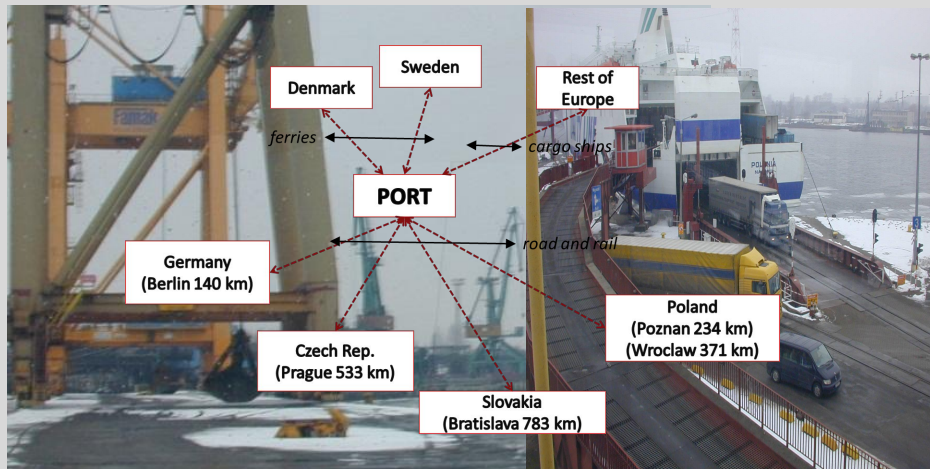 Sweden
Denmark
Rest of
Europe
Famak
ferries
cargo ships
POLONIA
PORT
road and rail
Germany
(Berlin 140 km)
Poland
(Poznan 234 km)
(Wroclaw 371 km)
Czech Rep.
(Prague 533 km)
Slovakia
(Bratislava 783 km)